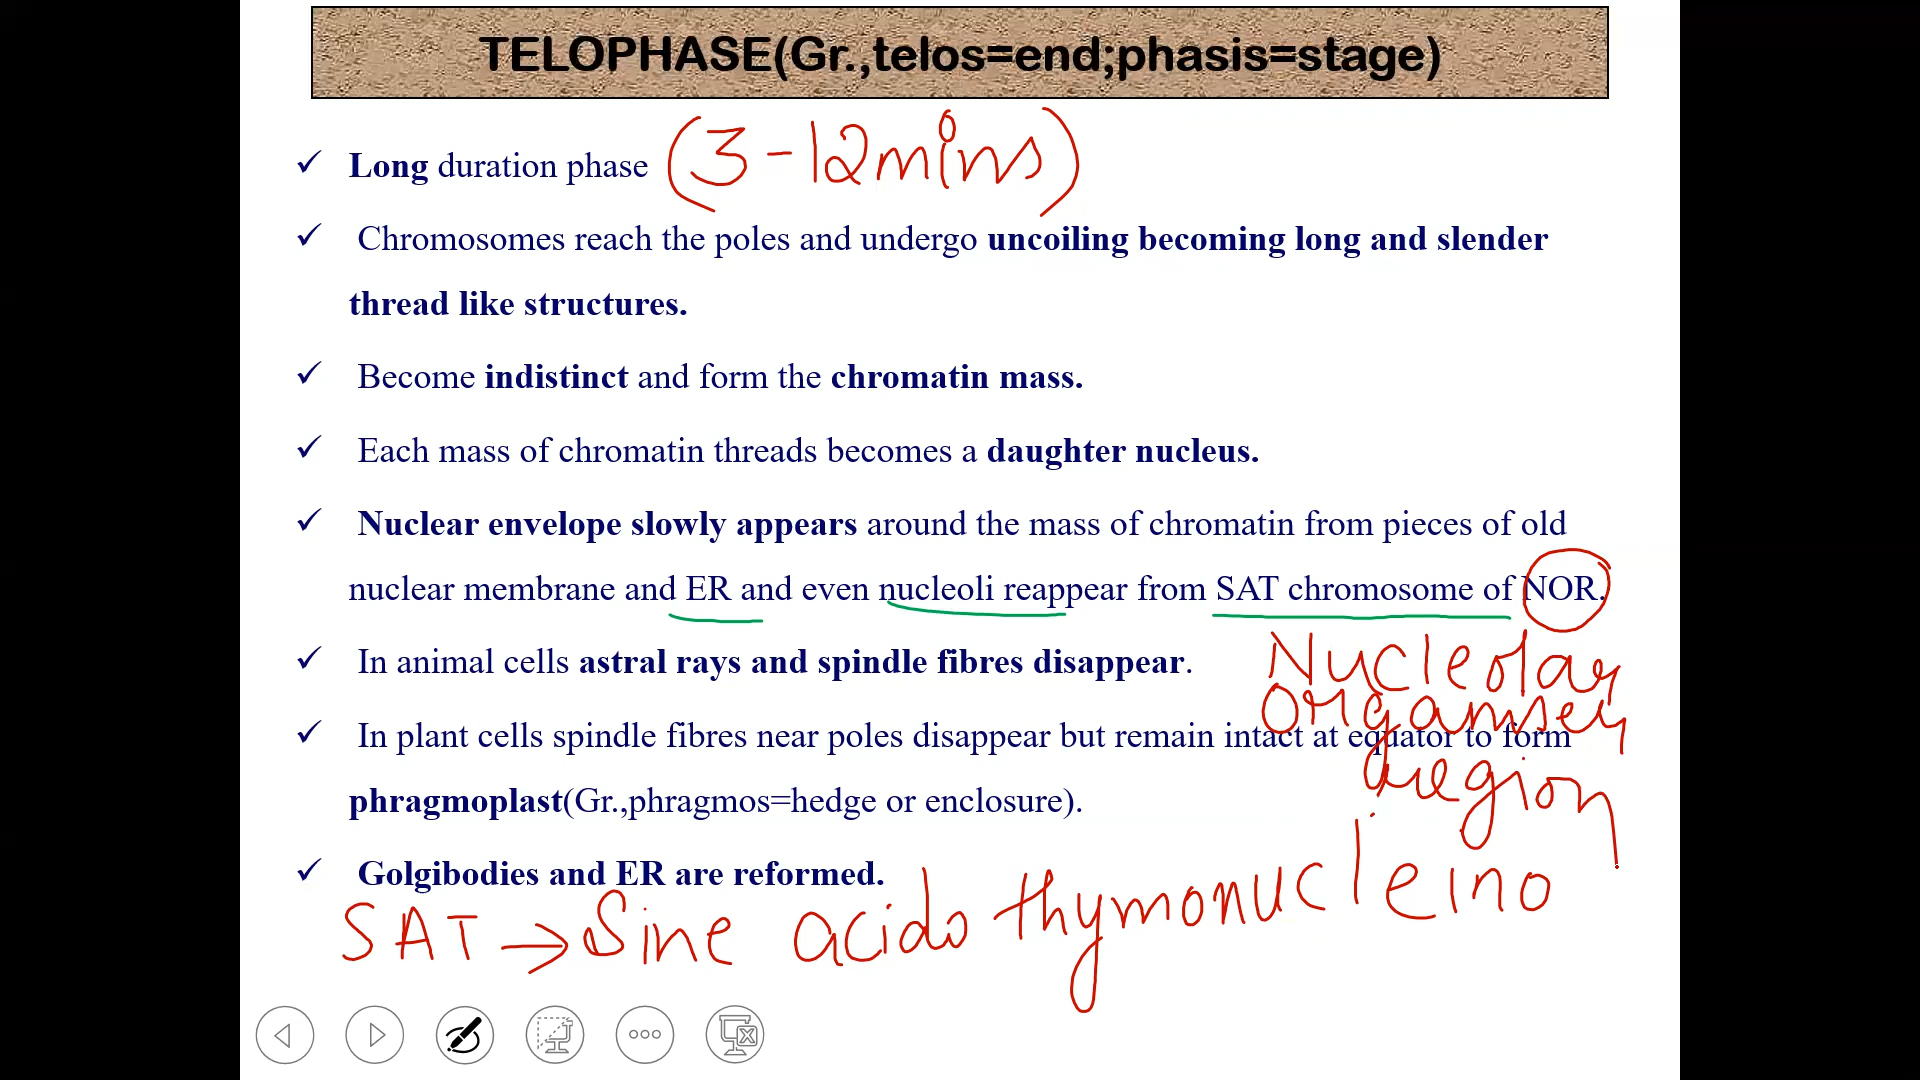 TELOPHASE(Gr.,telos=end;phasis=stage)
✓ Long duration phase (3-12mins)
✓ Chromosomes reach the poles and undergo uncoiling becoming long and slender
thread like structures.
✓ Become indistinct and form the chromatin mass.
✓ Each mass of chromatin threads becomes a daughter nucleus.
✓ Nuclear envelope slowly appears around the mass of chromatin from pieces of old
nuclear membrane and ER and even nucleoli reappear from SAT chromosome of NOR.
✓ In animal cells astral rays and spindle fibres disappear.
Nucleolar
organiser
region
✓ In plant cells spindle fibres near poles disappear but remain intact at equator to form
phragmoplast(Gr.,phragmos=hedge or enclosure).
✓ Golgibodies and ER are reformed.
SAT → Sine acido thymonucleino